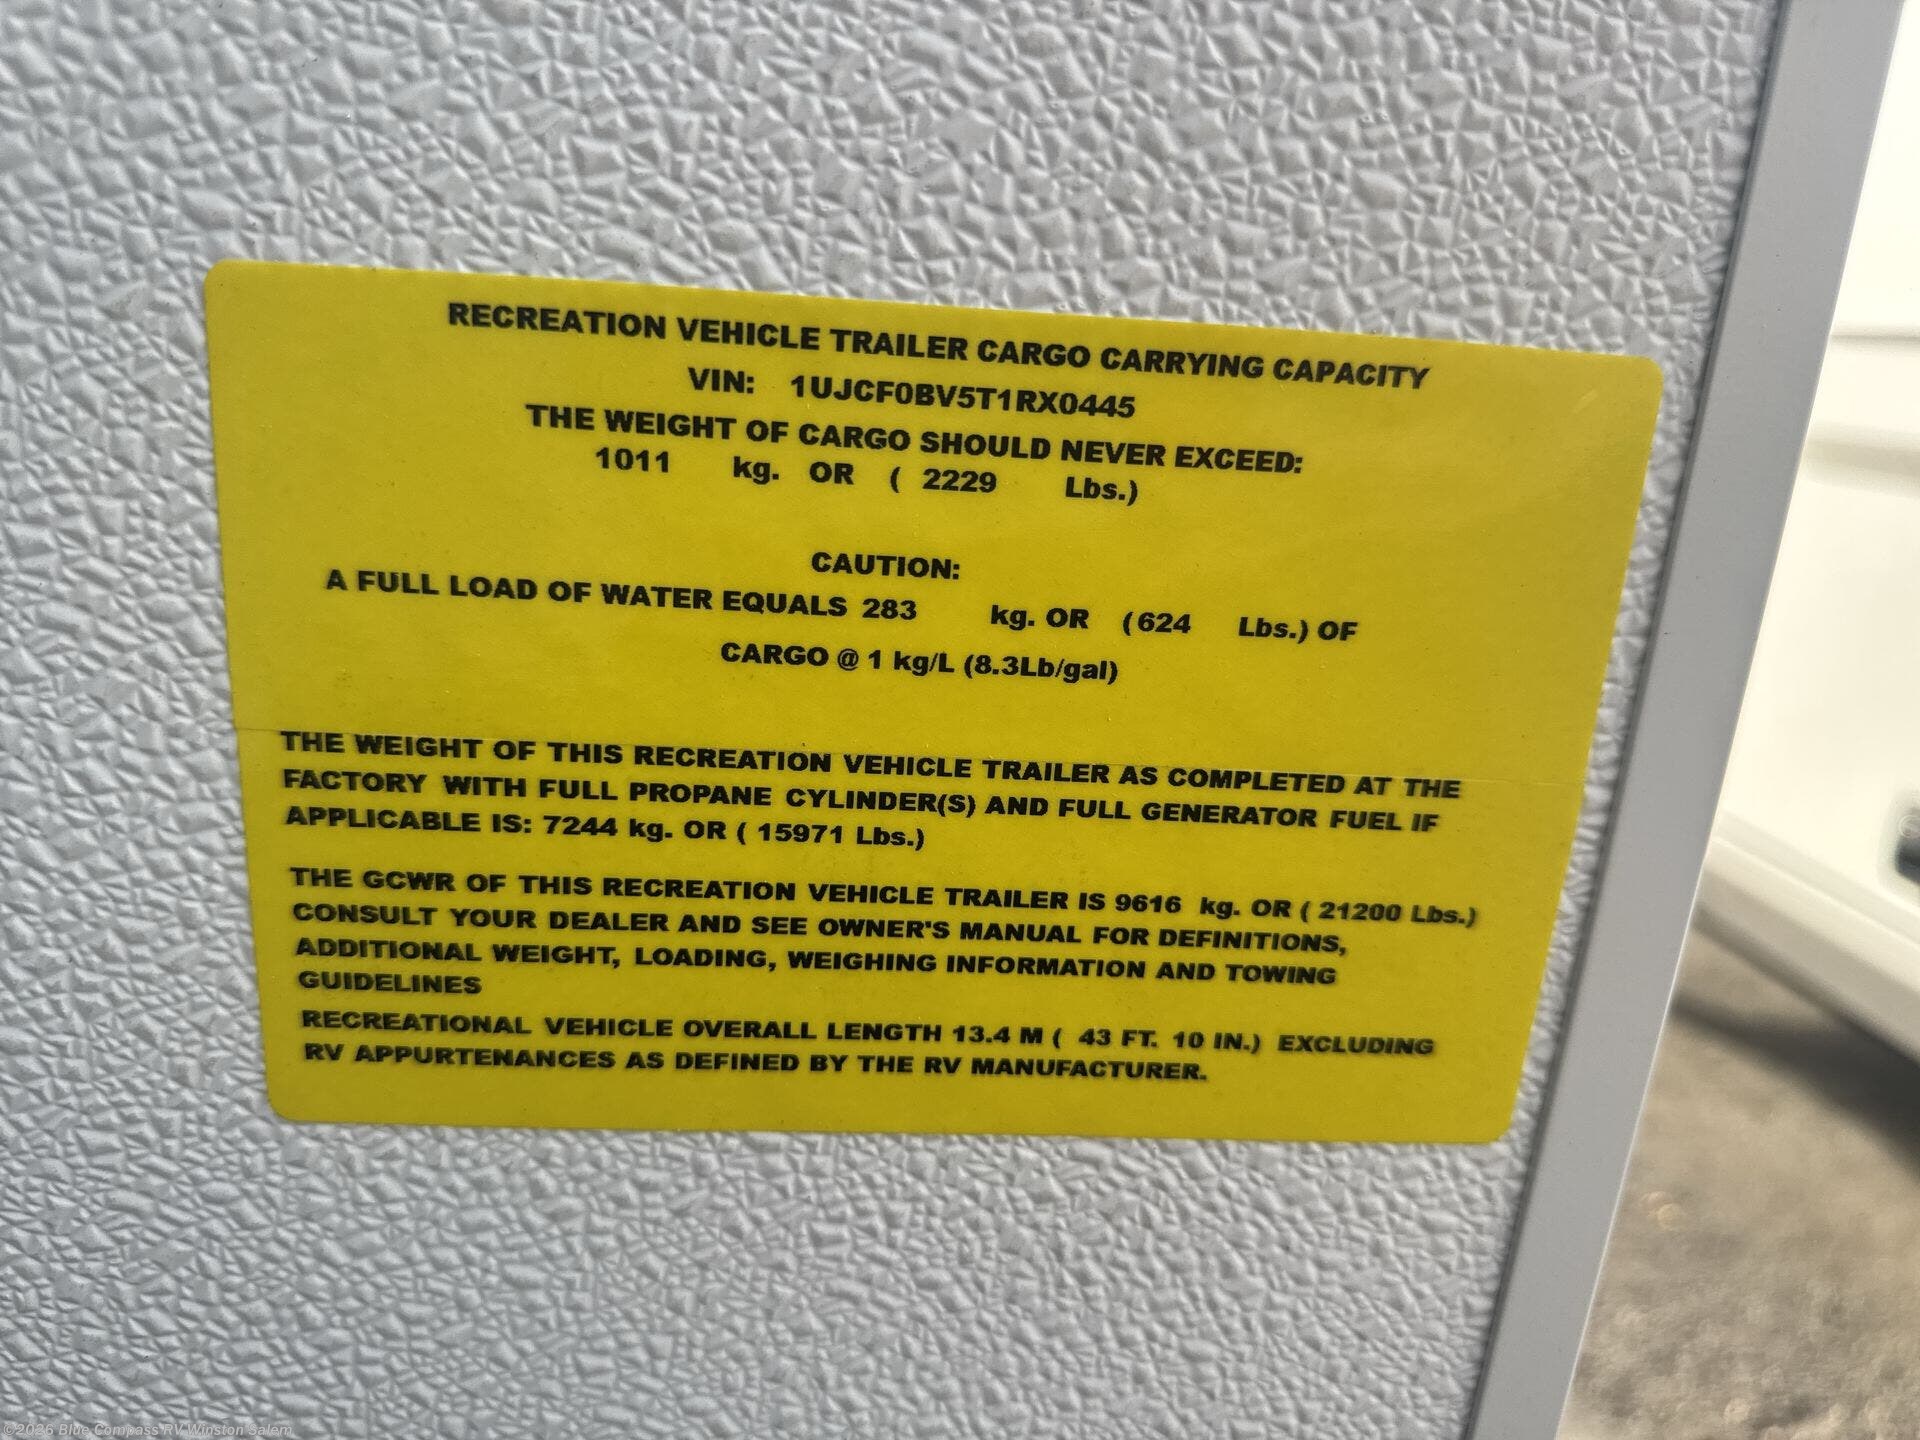 RECREATION VEHICLE TRAILER CARGO CARRYING CAPACITY
VIN: 1UJCF0BV5T1RX0445
THE WEIGHT OF CARGO SHOULD NEVER EXCEED:
1011 kg. OR ( 2229 Lbs.)
CAUTION:
A FULL LOAD OF WATER EQUALS 283 kg. OR (624 Lbs.) OF
CARGO @ 1 kg/L (8.3Lb/gal)
THE WEIGHT OF THIS RECREATION VEHICLE TRAILER AS COMPLETED AT THE
FACTORY WITH FULL PROPANE CYLINDER(S) AND FULL GENERATOR FUEL IF
APPLICABLE IS: 7244 kg. OR ( 15971 Lbs.)
THE GCWR OF THIS RECREATION VEHICLE TRAILER IS 9616 kg. OR ( 21200 Lbs.)
CONSULT YOUR DEALER AND SEE OWNER'S MANUAL FOR DEFINITIONS,
ADDITIONAL WEIGHT, LOADING, WEIGHING INFORMATION AND TOWING
GUIDELINES
RECREATIONAL VEHICLE OVERALL LENGTH 13.4 M ( 43 FT. 10 IN.) EXCLUDING
RV APPURTENANCES AS DEFINED BY THE RV MANUFACTURER.
©2026 Blue Compass RV Winston Salem